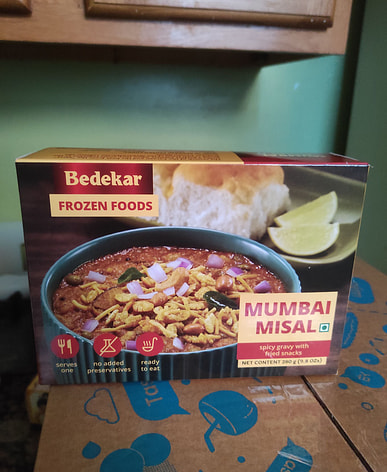 Bedekar
FROZEN FOODS
MUMBAI
MISAL
spicy gravy with
fried snacks
NET CONTENT 280 g (9.8 OZs)
serves
one
no added
preservatives
ready
to eat